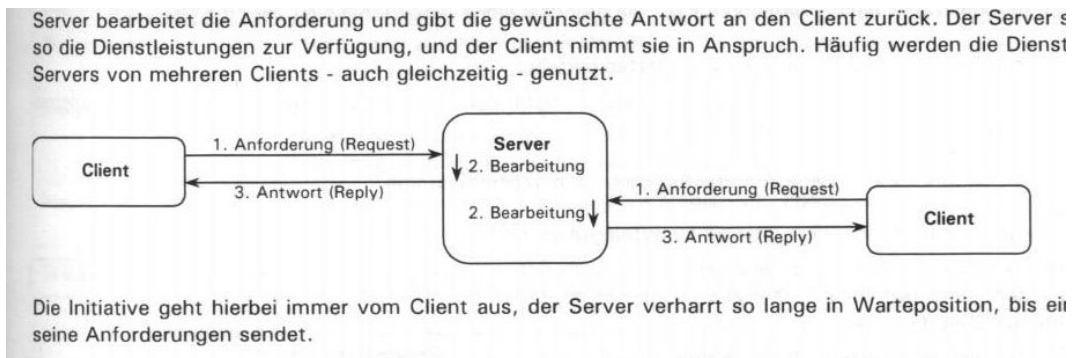 Server bearbeitet die Anforderung und gibt die gewünschte Antwort an den Client zurück. Der Server
so die Dienstleistungen zur Verfügung, und der Client nimmt sie in Anspruch. Häufig werden die Dienst
Servers von mehreren Clients - auch gleichzeitig - genutzt.
Client
1. Anforderung (Request)
3. Antwort (Reply)
Server
2. Bearbeitung
2. Bearbeitung
1. Anforderung (Request)
3. Antwort (Reply)
Client
Die Initiative geht hierbei immer vom Client aus, der Server verharrt so lange in Warteposition, bis
seine Anforderungen sendet.